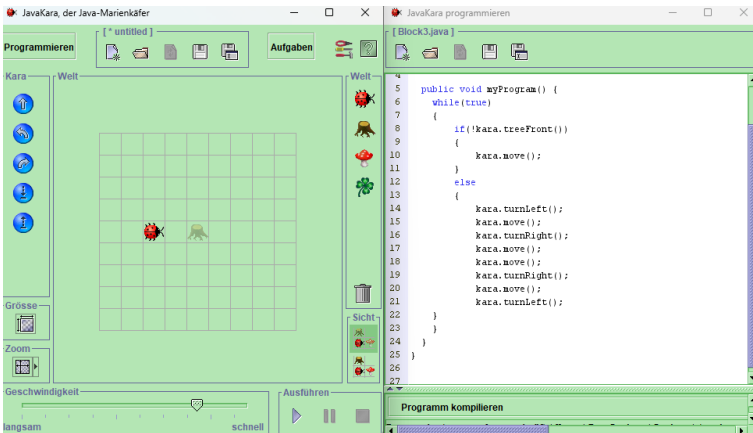 JavaKara, der Java-Marienkäfer
Programmieren
[ * untitled ]
Aufgaben
Kara
Welt
Welt
Grösse
Zoom
Sicht
Geschwindigkeit
langsam
schnell
Ausführen
JavaKara programmieren
[ Block3.java ]
4
5 public void myProgram() {
6 while(true)
7 {
8 if(!kara.treeFront())
9 {
10 kara.move();
11 }
12 else
13 {
14 kara.turnLeft();
15 kara.move();
16 kara.turnRight();
17 kara.move();
18 kara.move();
19 kara.turnRight();
20 kara.move();
21 kara.turnLeft();
22 }
23 }
24 }
25 }
26
27
Programm kompilieren